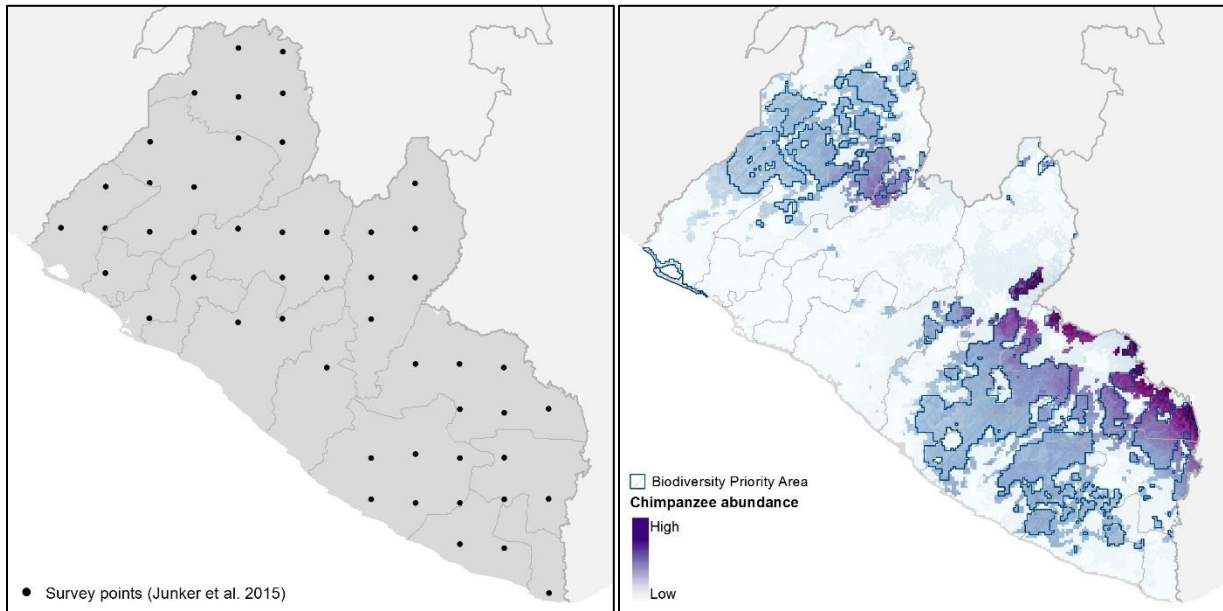 Survey points (Junker et al. 2015)
Biodiversity Priority Area
Chimpanzee abundance
High
Low